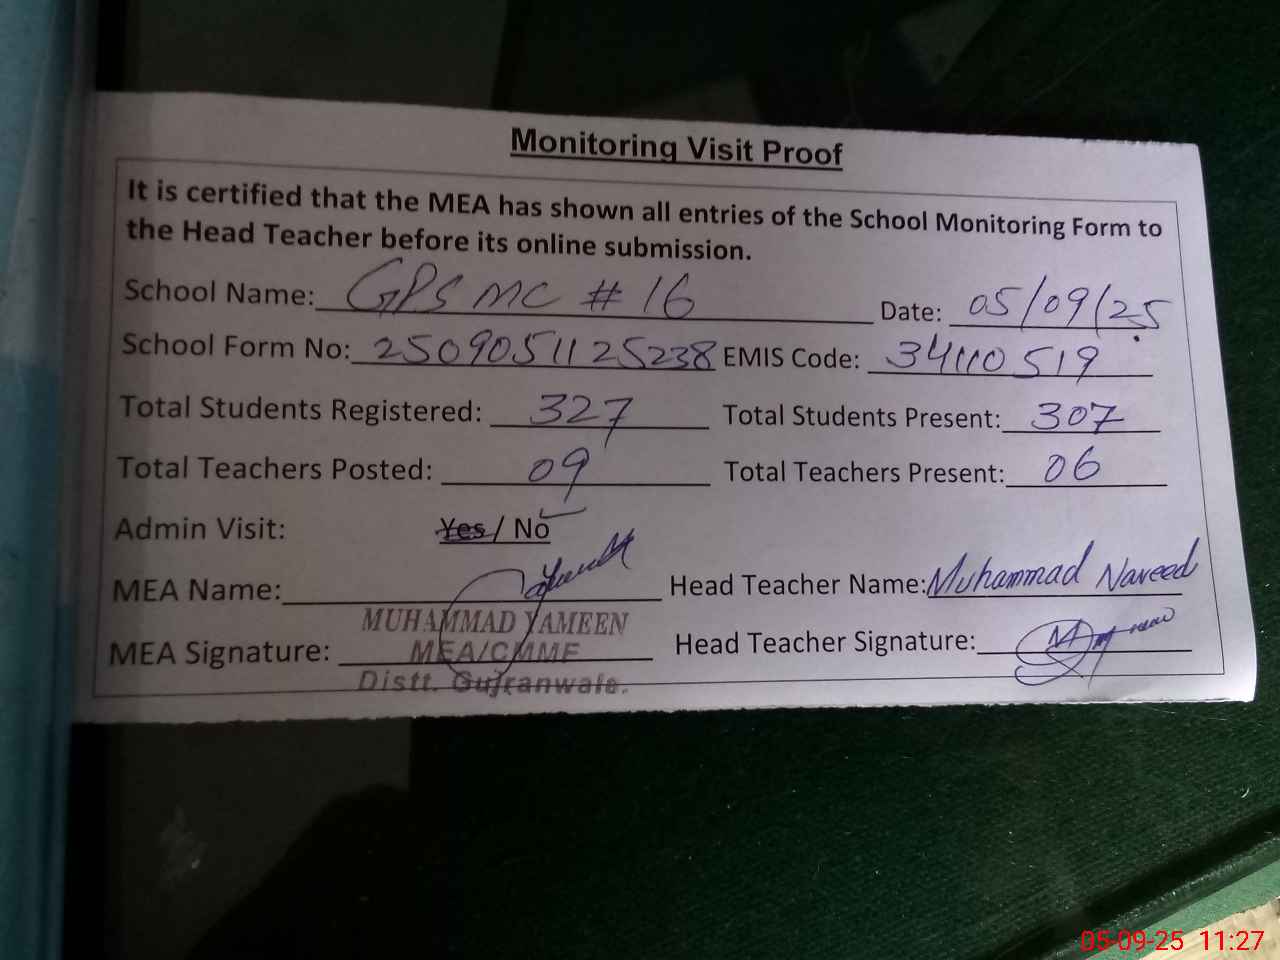 Monitoring Visit Proof
It is certified that the MEA has shown all entries of the School Monitoring Form to
the Head Teacher before its online submission.
School Name: GPS MC # 16 Date: 05/09/25
School Form No: 2509051125238 EMIS Code: 34110519
Total Students Registered: 327 Total Students Present: 307
Total Teachers Posted: 09 Total Teachers Present: 06
Admin Visit: Yes / No
MEA Name: Head Teacher Name: Muhammad Naveed
MUHAMMAD YAMEEN
MEA Signature: MEA/CMMF Head Teacher Signature:
Distt. Gujranwala.
05-09-25 11:27